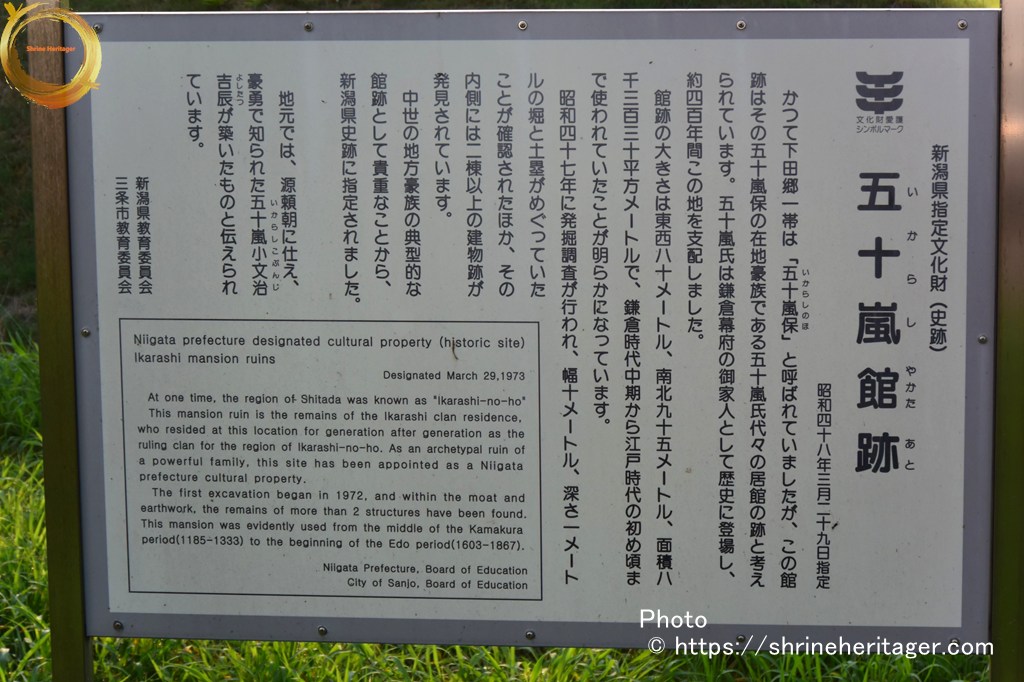 Shrine Heritager
文化財愛護
シンボルマーク
新潟県指定文化財（史跡）
五十嵐館跡
いからしやかたあと
昭和四十八年三月二十九日指定
かつて下田郷一帯は「五十嵐保」と呼ばれていましたが、この館
いからしのほ
跡はその五十嵐保の在地豪族である五十嵐氏代々の居館の跡と考え
られています。五十嵐氏は鎌倉幕府の御家人として歴史に登場し、
約四百年間この地を支配しました。
館跡の大きさは東西八十メートル、南北九十五メートル、面積八
千三百三十平方メートルで、鎌倉時代中期から江戸時代の初め頃ま
で使われていたことが明らかになっています。
昭和四十七年に発掘調査が行われ、幅十メートル、深さ一メート
ルの堀と土塁がめぐっていた
ことが確認されたほか、その
内側には二棟以上の建物跡が
発見されています。
中世の地方豪族の典型的な
館跡として貴重なことから、
新潟県史跡に指定されました。
地元では、源頼朝に仕え、
豪勇で知られた五十嵐小文治
いからしこぶんじ
吉辰が築いたものと伝えられ
よしたつ
ています。
新潟県教育委員会
三条市教育委員会
Niigata prefecture designated cultural property (historic site)
Ikarashi mansion ruins
Designated March 29,1973
At one time, the region of Shitada was known as "Ikarashi-no-ho"
This mansion ruin is the remains of the Ikarashi clan residence,
who resided at this location for generation after generation as the
ruling clan for the region of Ikarashi-no-ho. As an archetypal ruin of
a powerful family, this site has been appointed as a Niigata
prefecture cultural property.
The first excavation began in 1972, and within the moat and
earthwork, the remains of more than 2 structures have been found.
This mansion was evidently used from the middle of the Kamakura
period(1185-1333) to the beginning of the Edo period(1603-1867).
Niigata Prefecture, Board of Education
City of Sanjo, Board of Education
Photo
© https://shrineheritager.com